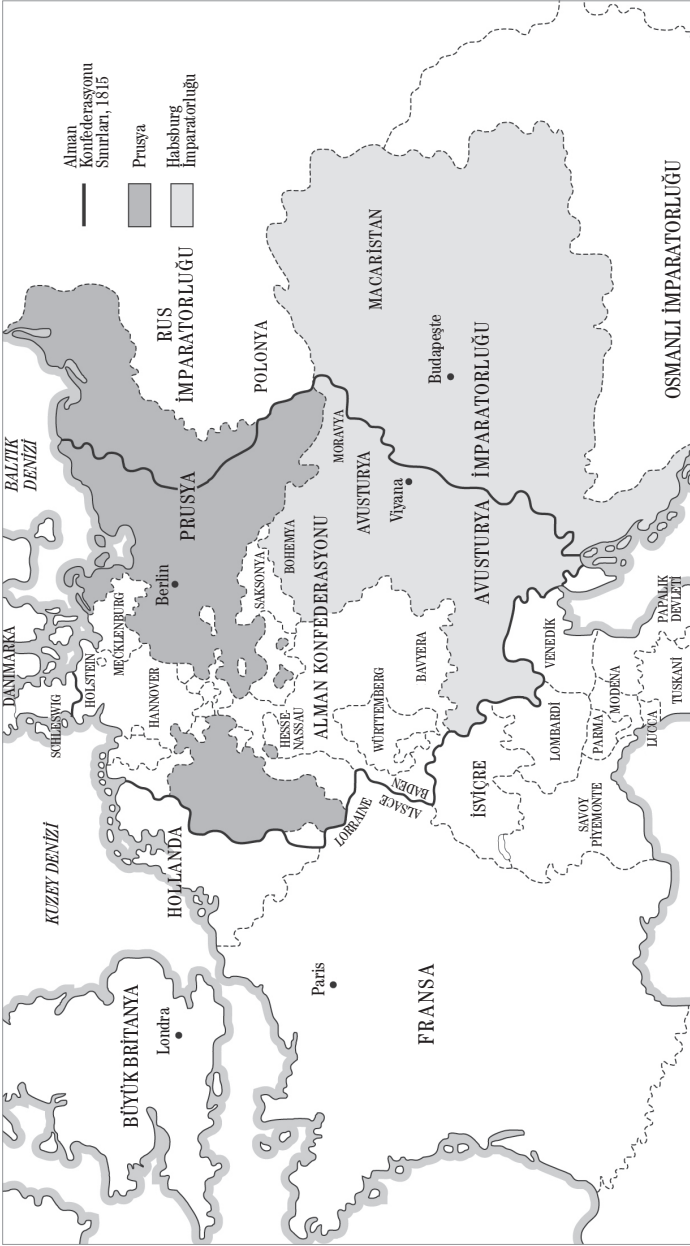 BÜYÜK BRİTANYA
Londra
KUZEY DENİZİ
HOLLANDA
DANİMARKA
SCHLESWIG
HOLSTEIN
MECKLENBURG
HANNOVER
BALTIK
DENİZİ
PRUSYA
Berlin
RUS
İMPARATORLUĞU
POLONYA
Alman
Konfederasyonu
Sınırları, 1815
Prusya
Habsburg
İmparatorluğu
Paris
FRANSA
LORRAINE
ALSACE
BADEN
HESSE-
NASSAU
SAKSONYA
BOHEMYA
ALMAN KONFEDERASYONU
WÜRTTEMBERG
BAVYERA
MORAVYA
AVUSTURYA
Viyana
AVUSTURYA İMPARATORLUĞU
MACARİSTAN
Budapeşte
İSVİÇRE
SAVOY
PİYEMONTE
LOMBARDİ
VENEDİK
PARMA
MODENA
LUCCA
TUSKANİ
PAPALIK
DEVLETİ
OSMANLI İMPARATORLUĞU